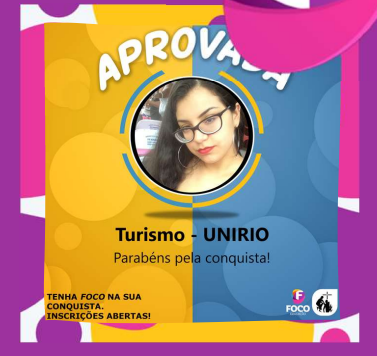 APROVADA
Turismo - UNIRIO
Parabéns pela conquista!
TENHA FOCO NA SUA
CONQUISTA.
INSCRIÇÕES ABERTAS!
FOCO